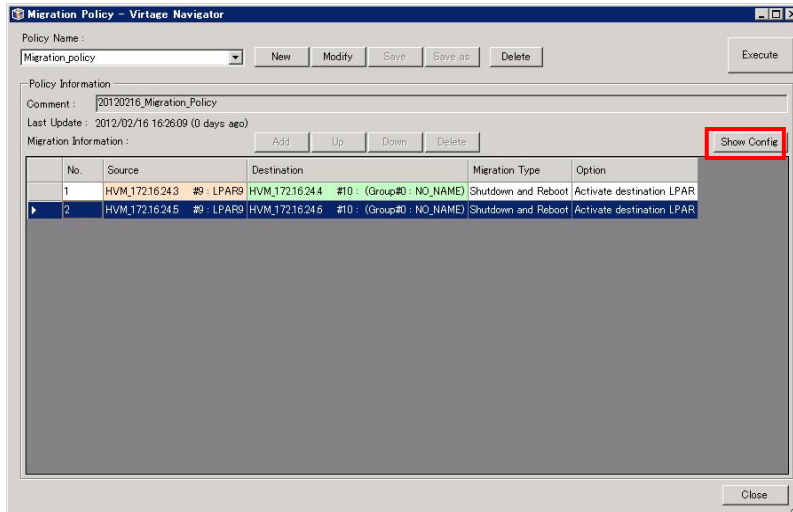 Migration Policy - Virtage Navigator
Policy Name :
Migration_policy New Modify Save Save as Delete Execute
Policy Information
Comment : 20120216_Migration_Policy
Last Update : 2012/02/16 16:26:09 (0 days ago)
Migration Information : Add Up Down Delete Show Config
No. Source Destination Migration Type Option
1 HVM_172.16.24.3 #9 : LPAR9 HVM_172.16.24.4 #10 : (Group#0 : NO_NAME) Shutdown and Reboot Activate destination LPAR
2 HVM_172.16.24.5 #9 : LPAR9 HVM_172.16.24.6 #10 : (Group#0 : NO_NAME) Shutdown and Reboot Activate destination LPAR
Close